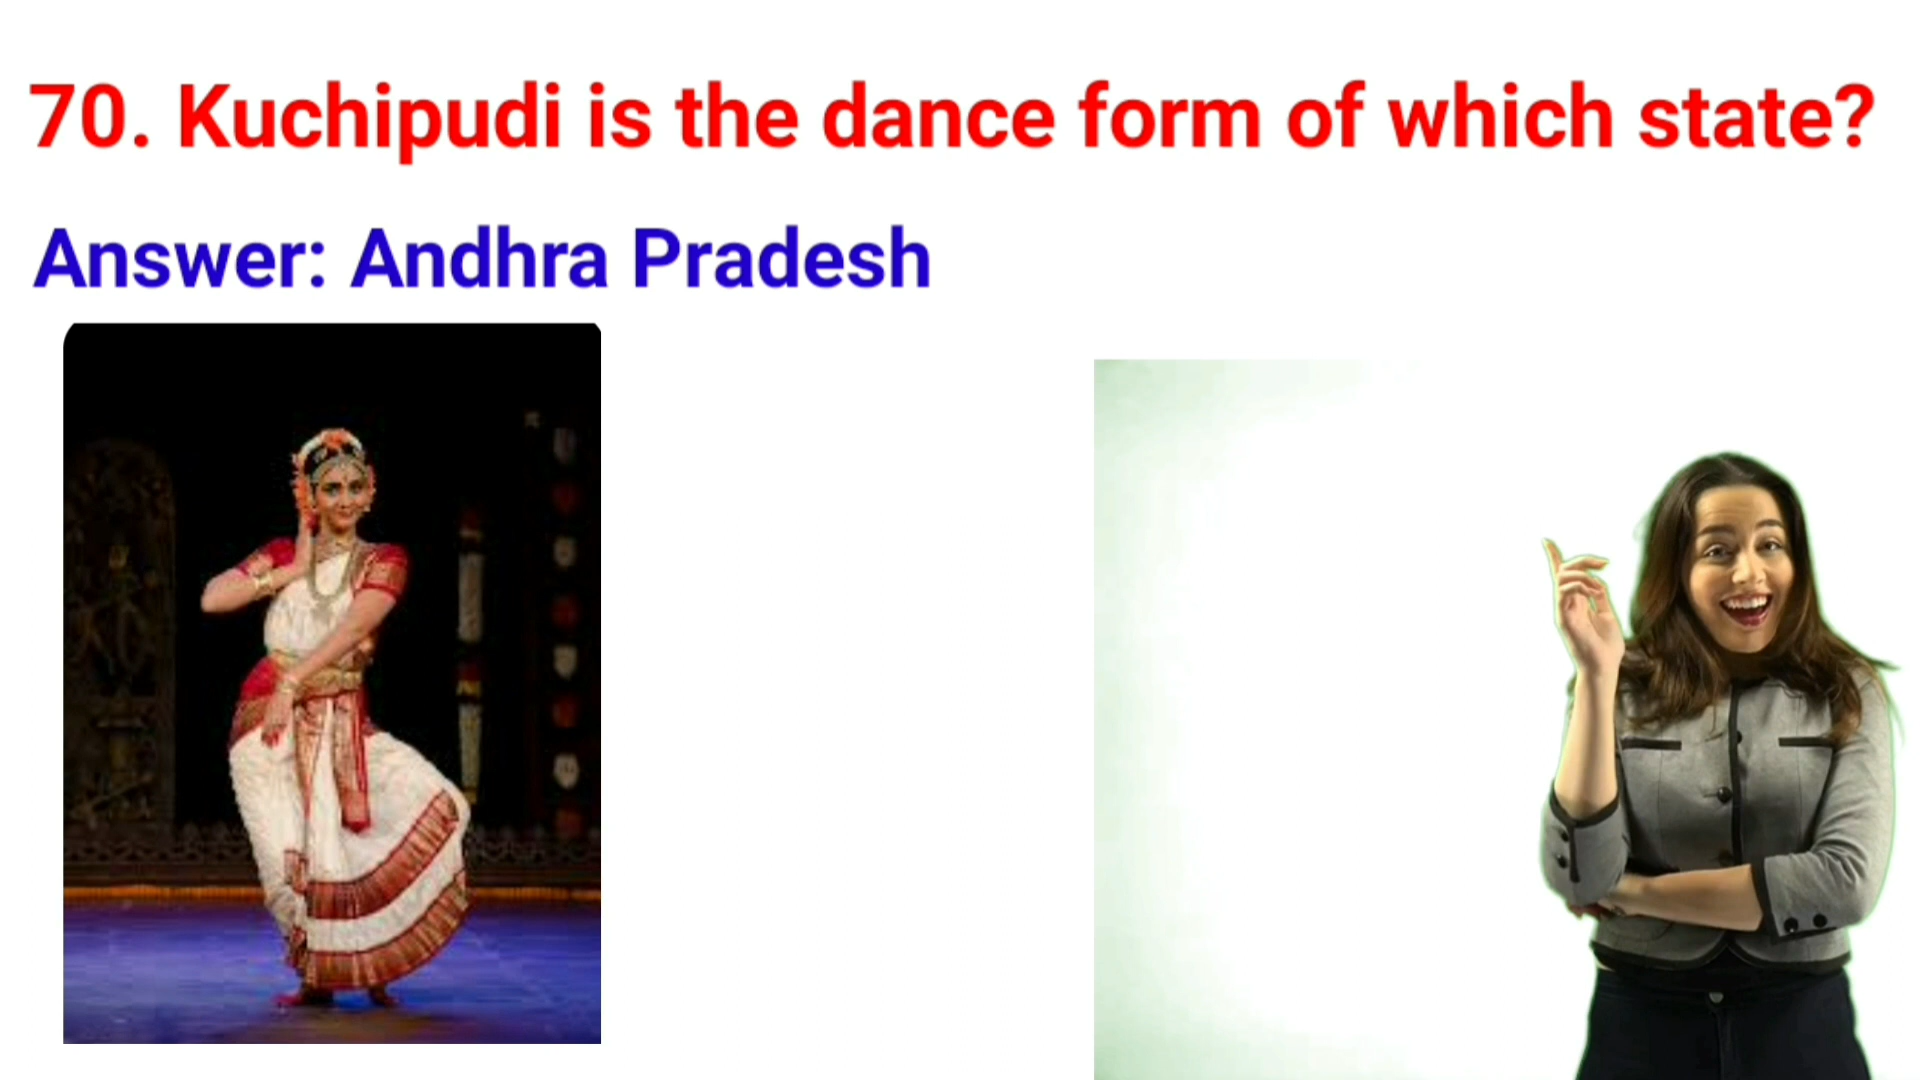 70. Kuchipudi is the dance form of which state?
Answer: Andhra Pradesh